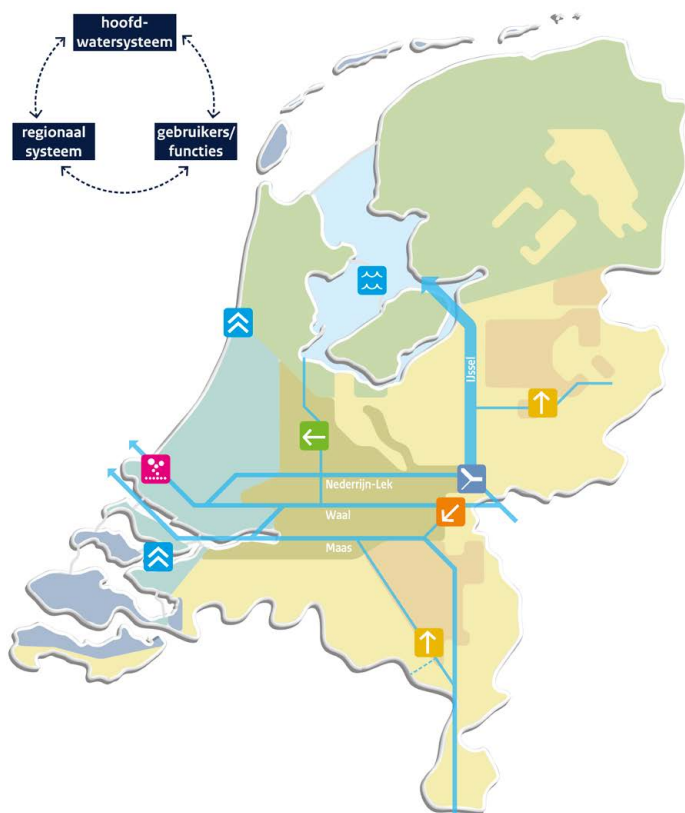 hoofd-
watersysteem
regionaal
systeem
gebruikers/
functies
IJssel
Nederrijn-Lek
Waal
Maas